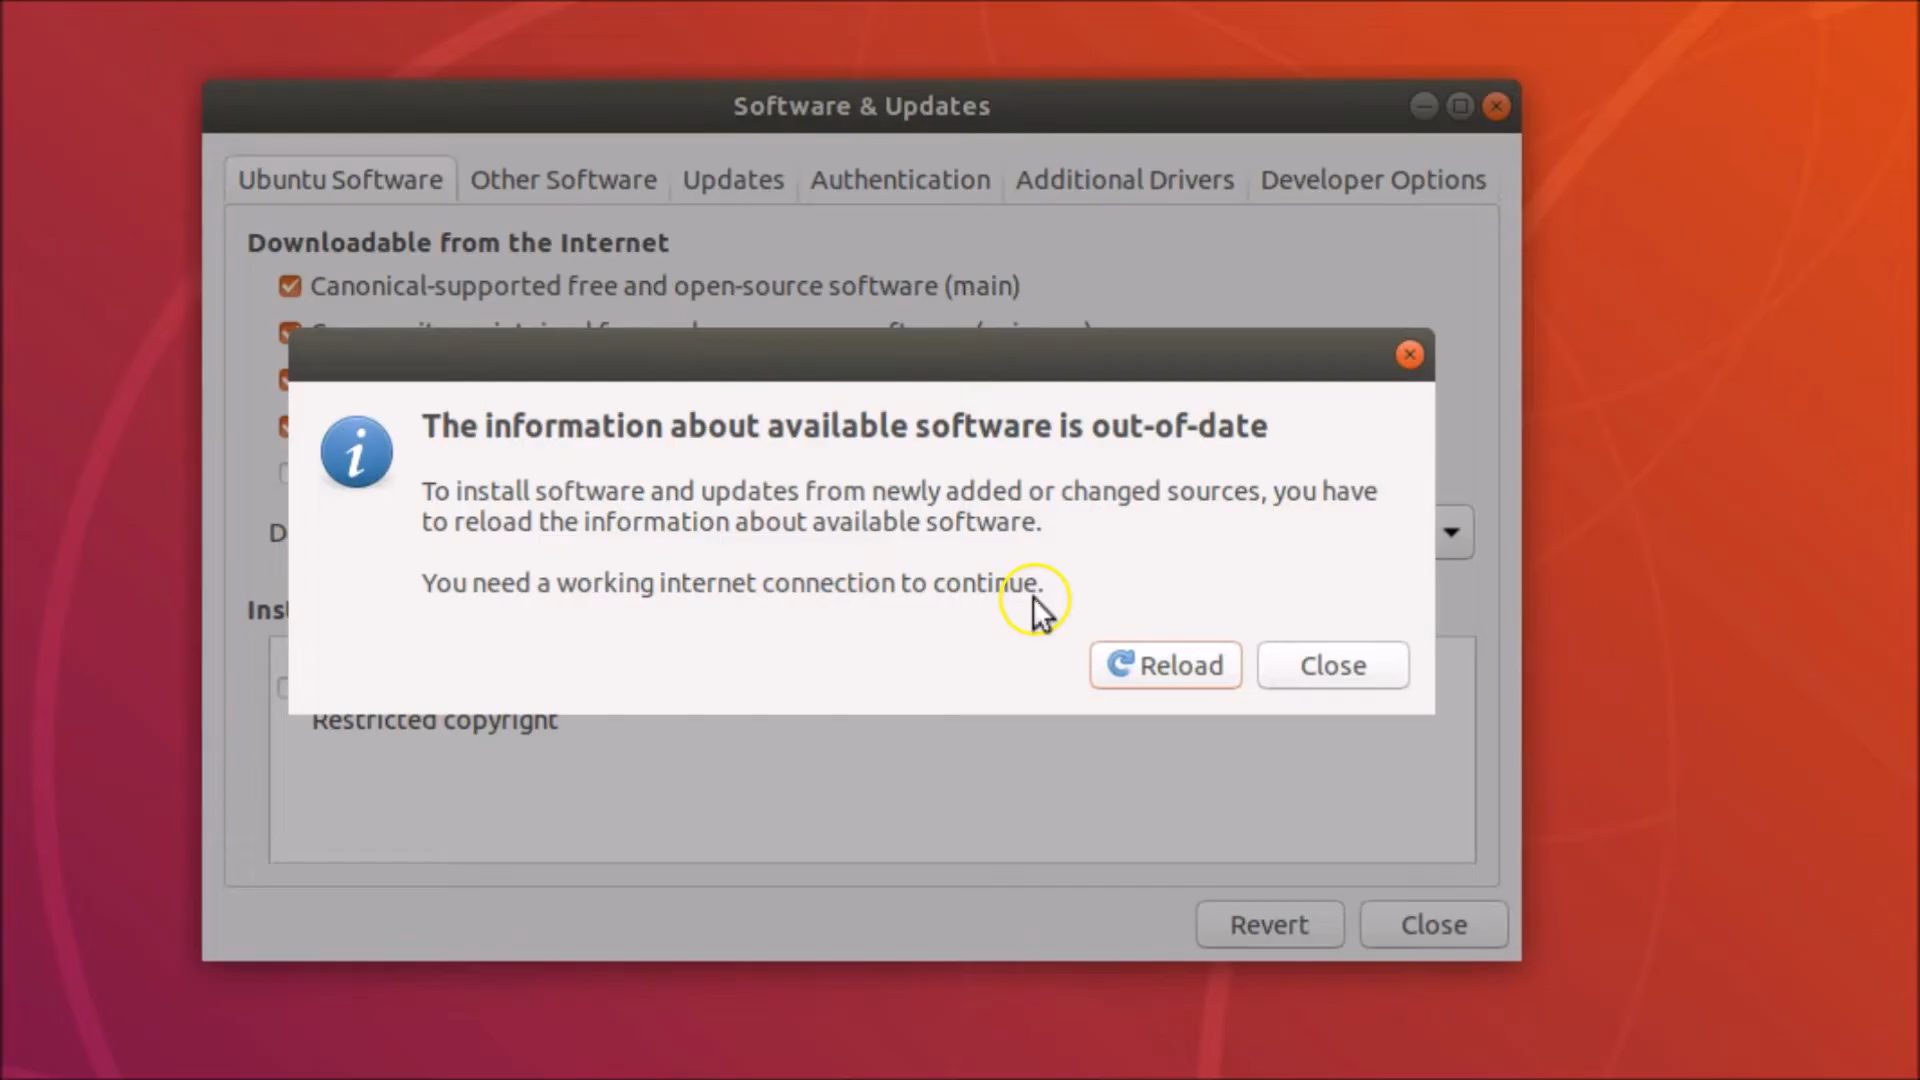 Software & Updates
Ubuntu Software Other Software Updates Authentication Additional Drivers Developer Options
Downloadable from the Internet
Canonical-supported free and open-source software (main)
The information about available software is out-of-date
To install software and updates from newly added or changed sources, you have
to reload the information about available software.
You need a working internet connection to continue.
Reload Close
Restricted copyright
Revert Close